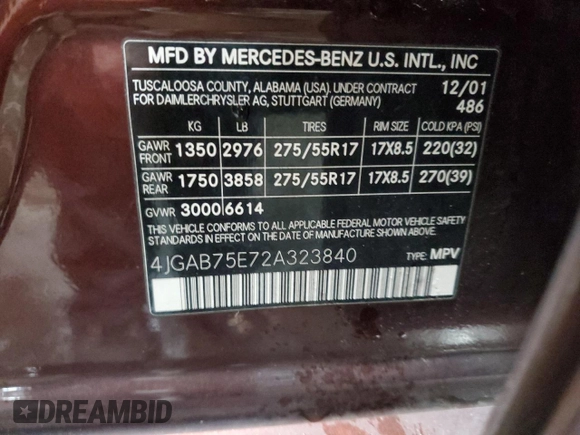 MFD BY MERCEDES-BENZ U.S. INTL., INC
TUSCALOOSA COUNTY, ALABAMA (USA). UNDER CONTRACT 12/01
FOR DAIMLERCHRYSLER AG, STUTTGART (GERMANY) 486
KG LB TIRES RIM SIZE COLD KPA (PSI)
GAWR FRONT 1350 2976 275/55R17 17X8.5 220(32)
GAWR REAR 1750 3858 275/55R17 17X8.5 270(39)
GVWR 3000 6614
THIS VEHICLE CONFORMS TO ALL APPLICABLE FEDERAL MOTOR VEHICLE SAFETY
STANDARDS IN EFFECT ON THE DATE OF MANUFACTURE SHOWN ABOVE.
4JGAB75E72A323840 TYPE: MPV
DREAMBID